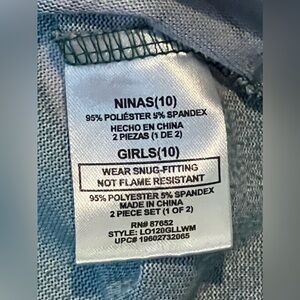 NINAS(10)
95% POLIÉSTER 5% SPANDEX
HECHO EN CHINA
2 PIEZAS (1 DE 2)
GIRLS(10)
WEAR SNUG-FITTING
NOT FLAME RESISTANT
95% POLYESTER 5% SPANDEX
MADE IN CHINA
2 PIECE SET (1 OF 2)
RN# 87652
STYLE: LO120GLLWM
UPC# 19602732065